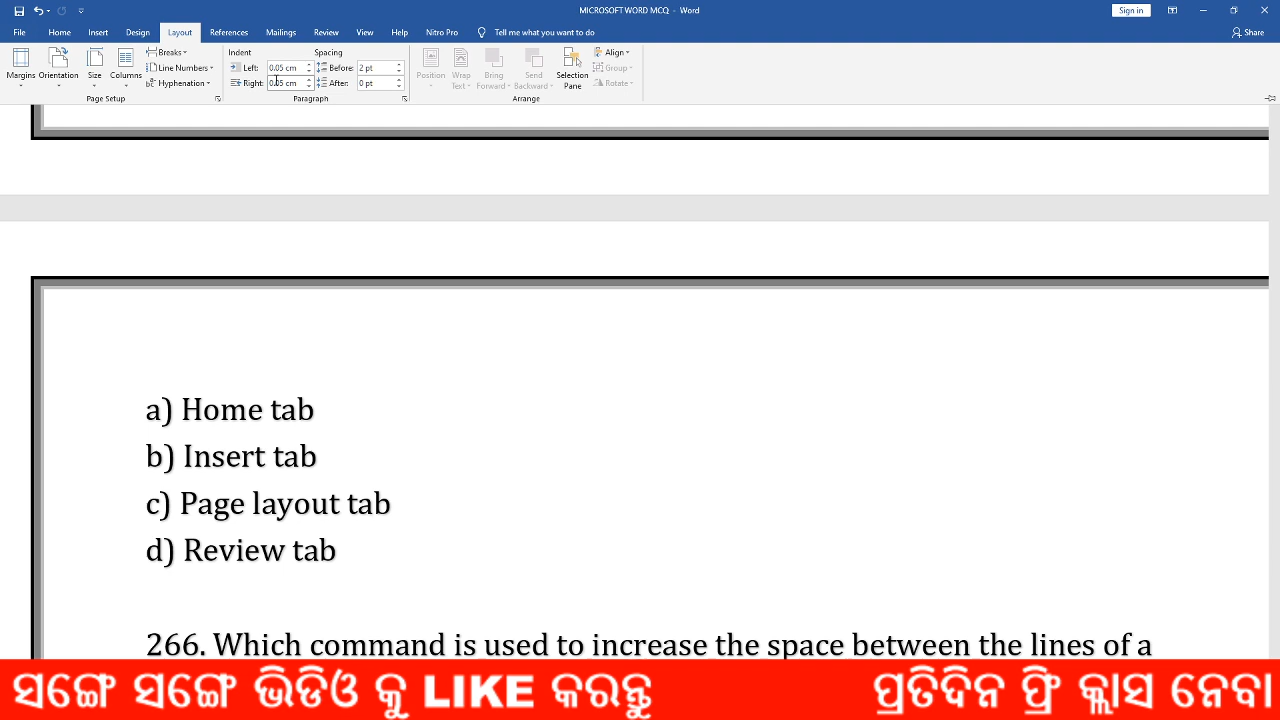 MICROSOFT WORD MCQ - Word
Sign in
File Home Insert Design Layout References Mailings Review View Help Nitro Pro Tell me what you want to do Share
Margins Orientation Size Columns
Breaks
Line Numbers
Hyphenation
Page Setup
Indent
Left: 0.05 cm
Right: 0.05 cm
Spacing
Before: 2 pt
After: 0 pt
Paragraph
Position Wrap Text Bring Forward Send Backward Selection Pane
Align
Group
Rotate
Arrange
a) Home tab
b) Insert tab
c) Page layout tab
d) Review tab
266. Which command is used to increase the space between the lines of a
ସଙ୍ଗେ ସଙ୍ଗେ ଭିଡିଓ କୁ LIKE କରନ୍ତୁ ପ୍ରତିଦିନ ଫ୍ରି କ୍ଲାସ ନେବା